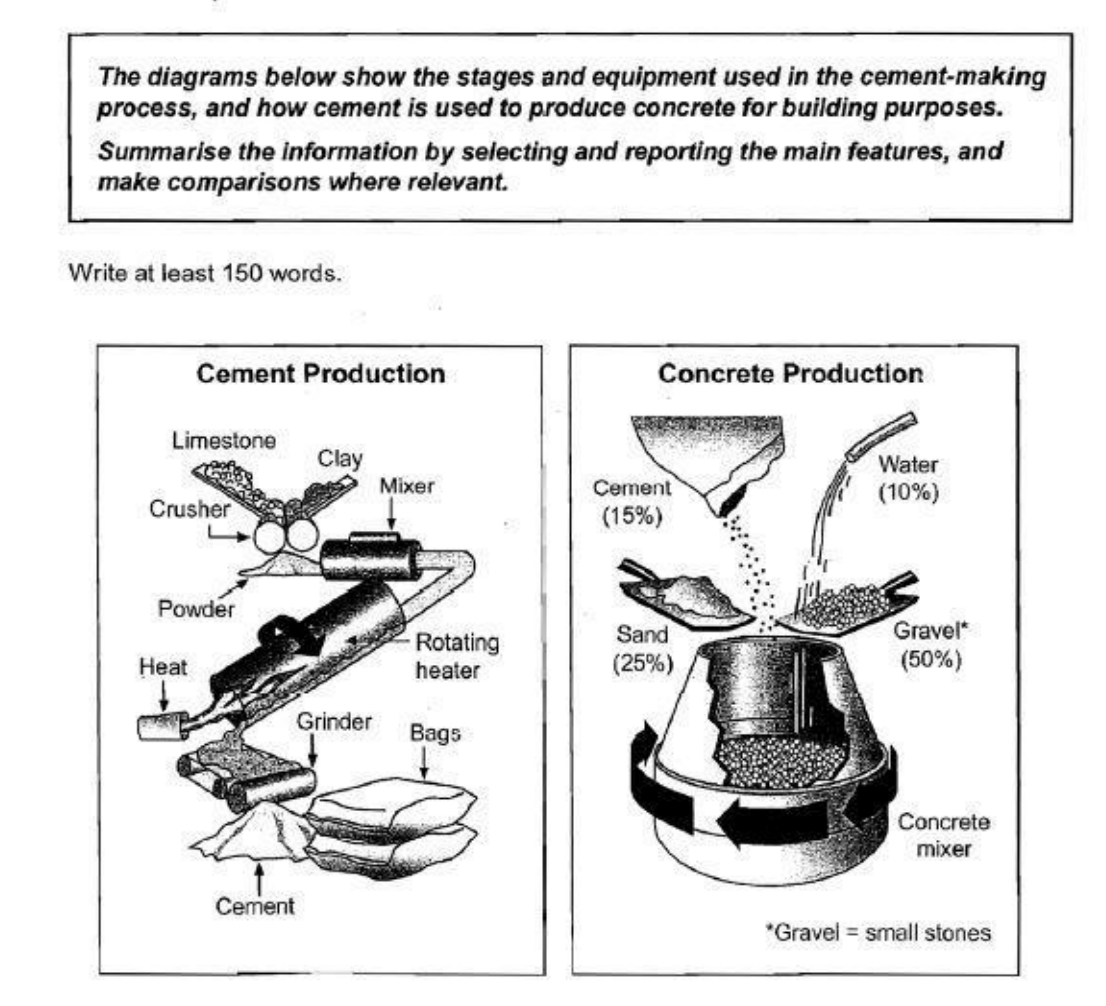 The diagrams below show the stages and equipment used in the cement-making
process, and how cement is used to produce concrete for building purposes.
Summarise the information by selecting and reporting the main features, and
make comparisons where relevant.
Write at least 150 words.
Cement Production
Limestone
Clay
Mixer
Crusher
Powder
Rotating
heater
Heat
Grinder
Bags
Cement
Concrete Production
Water
(10%)
Cement
(15%)
Sand
(25%)
Gravel*
(50%)
Concrete
mixer
*Gravel = small stones